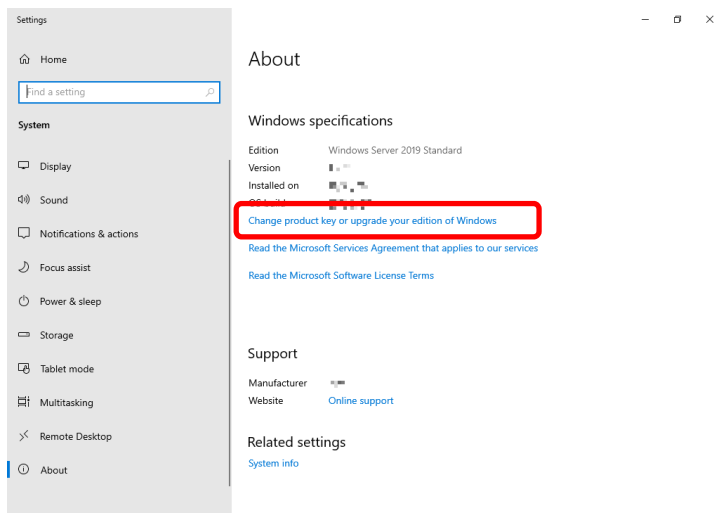 Settings
Home
Find a setting
System
Display
Sound
Notifications & actions
Focus assist
Power & sleep
Storage
Tablet mode
Multitasking
Remote Desktop
About
About
Windows specifications
Edition Windows Server 2019 Standard
Version
Installed on
OS build
Change product key or upgrade your edition of Windows
Read the Microsoft Services Agreement that applies to our services
Read the Microsoft Software License Terms
Support
Manufacturer
Website Online support
Related settings
System info